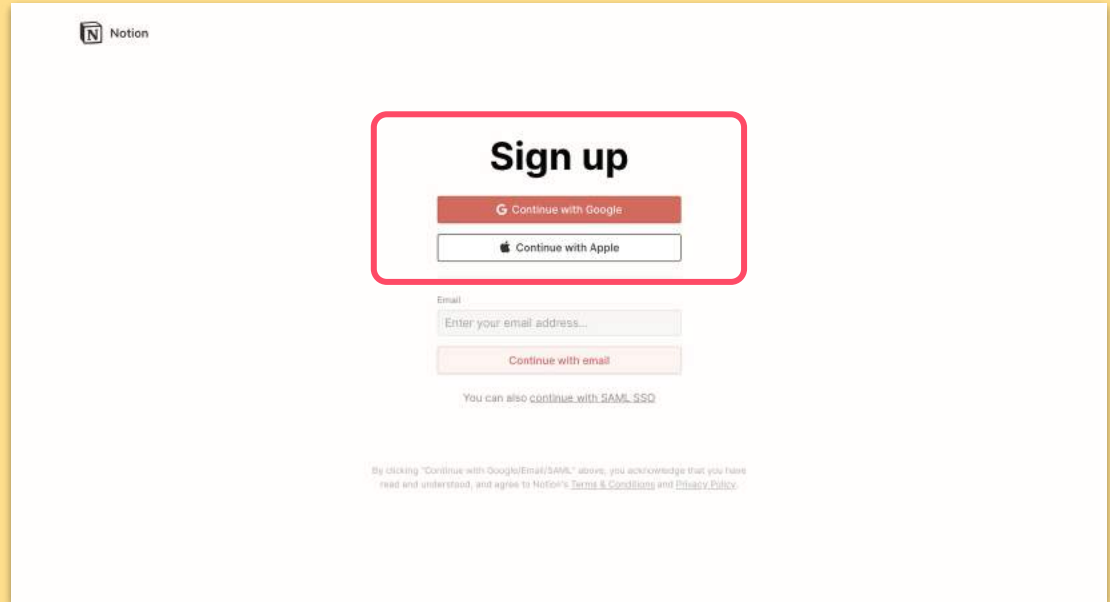 Notion
Sign up
G Continue with Google
Continue with Apple
Email
Enter your email address...
Continue with email
You can also continue with SAML SSO
By clicking "Continue with Google/Email/SAML" above, you acknowledge that you have
read and understood, and agree to Notion's Terms & Conditions and Privacy Policy.